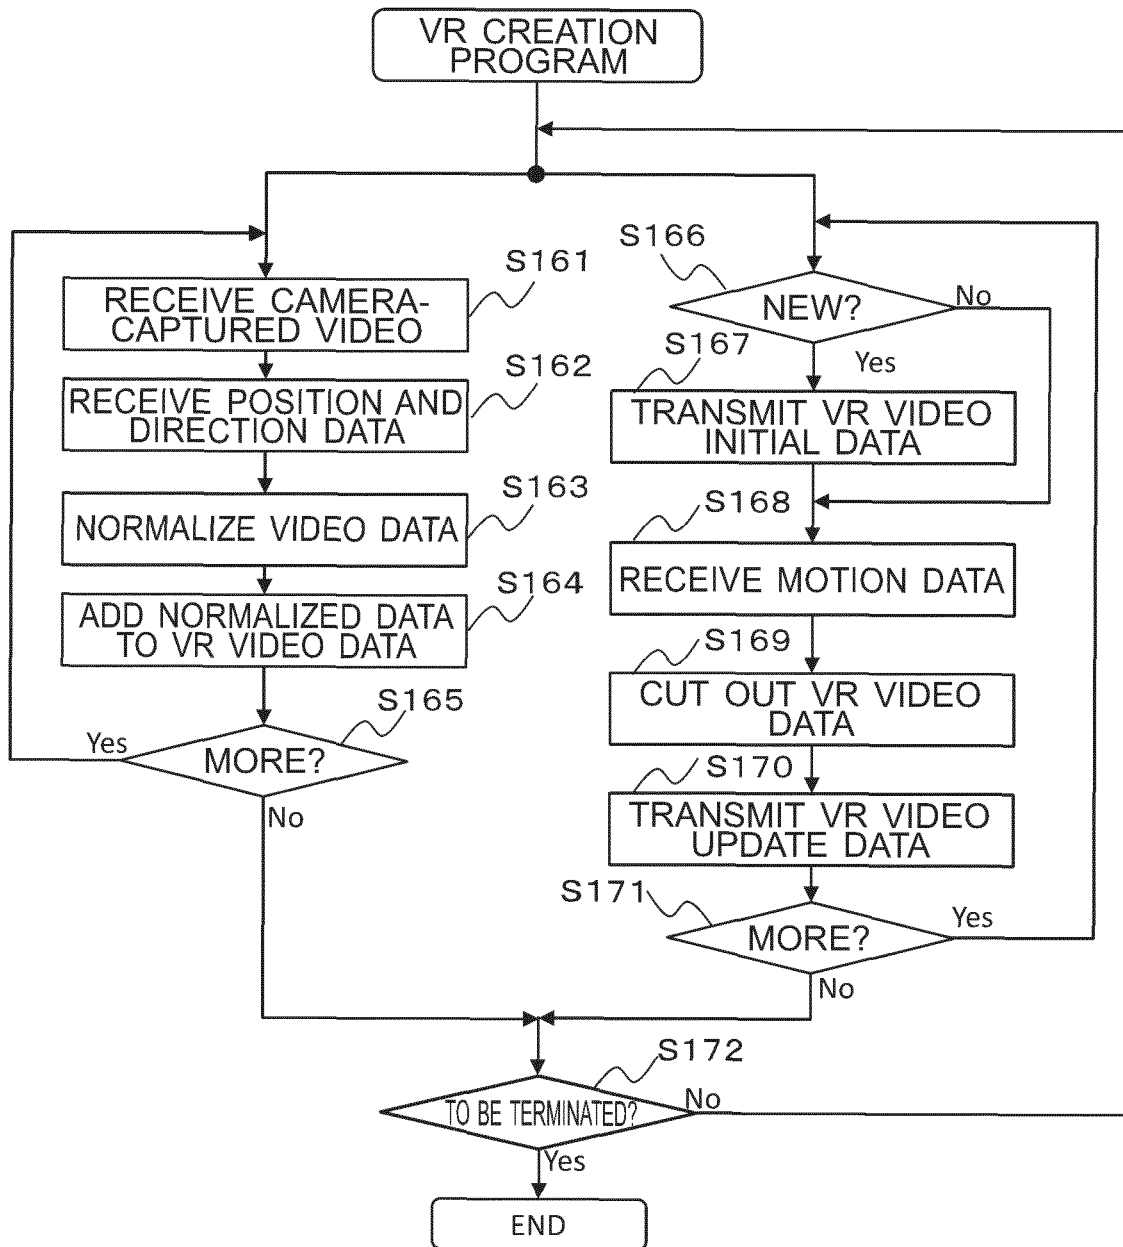 VR CREATION
PROGRAM
S161
RECEIVE CAMERA-
CAPTURED VIDEO
S162
RECEIVE POSITION AND
DIRECTION DATA
S163
NORMALIZE VIDEO DATA
S164
ADD NORMALIZED DATA
TO VR VIDEO DATA
S165
MORE?
Yes
No
S166
NEW?
No
Yes
S167
TRANSMIT VR VIDEO
INITIAL DATA
S168
RECEIVE MOTION DATA
S169
CUT OUT VR VIDEO
DATA
S170
TRANSMIT VR VIDEO
UPDATE DATA
S171
MORE?
Yes
No
S172
TO BE TERMINATED?
No
Yes
END